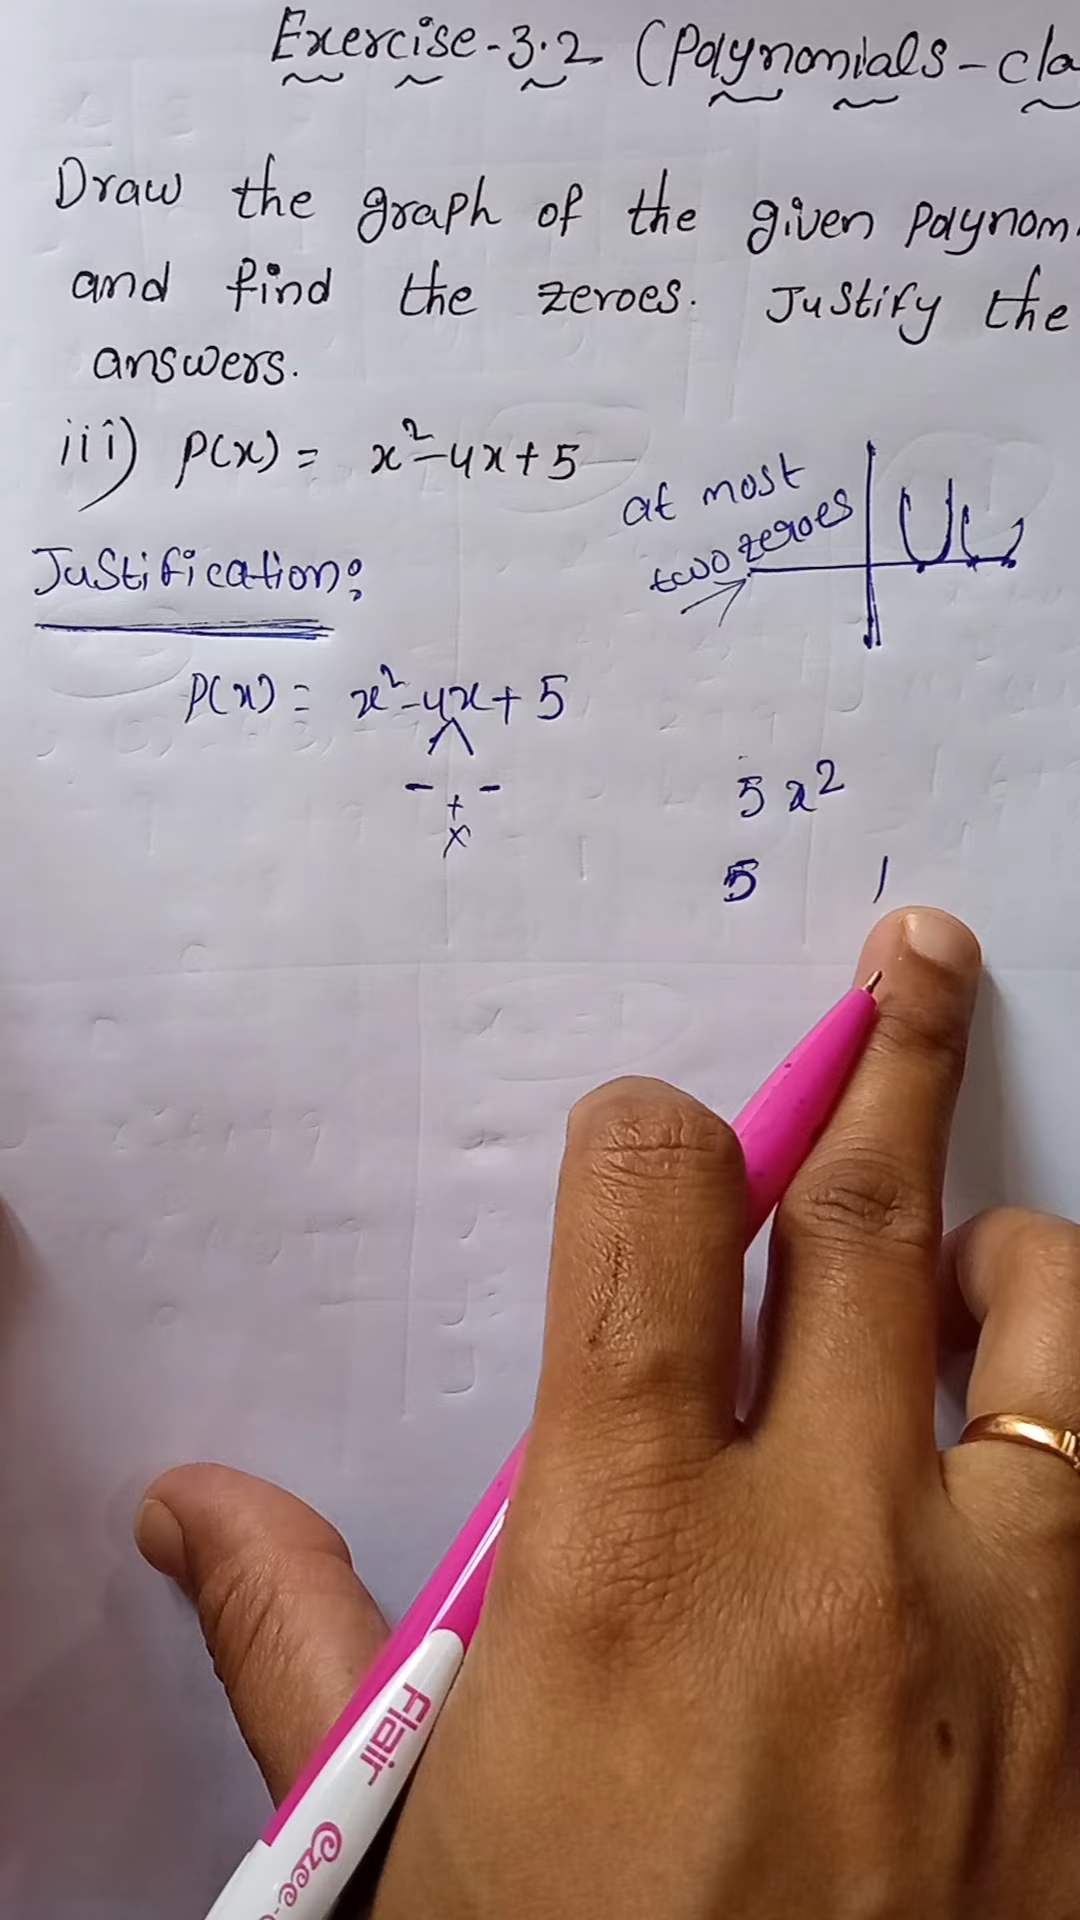 Exercise-3.2 (Polynomials-cla
Draw the graph of the given Polynom
and find the zeroes. Justify the
answers.
iii) P(x) = x²-4x+5
at most
two zeroes
Justification:
P(x) = x²-4x+5
- -
+
x
5x²
5 1
Flair
Ezee-